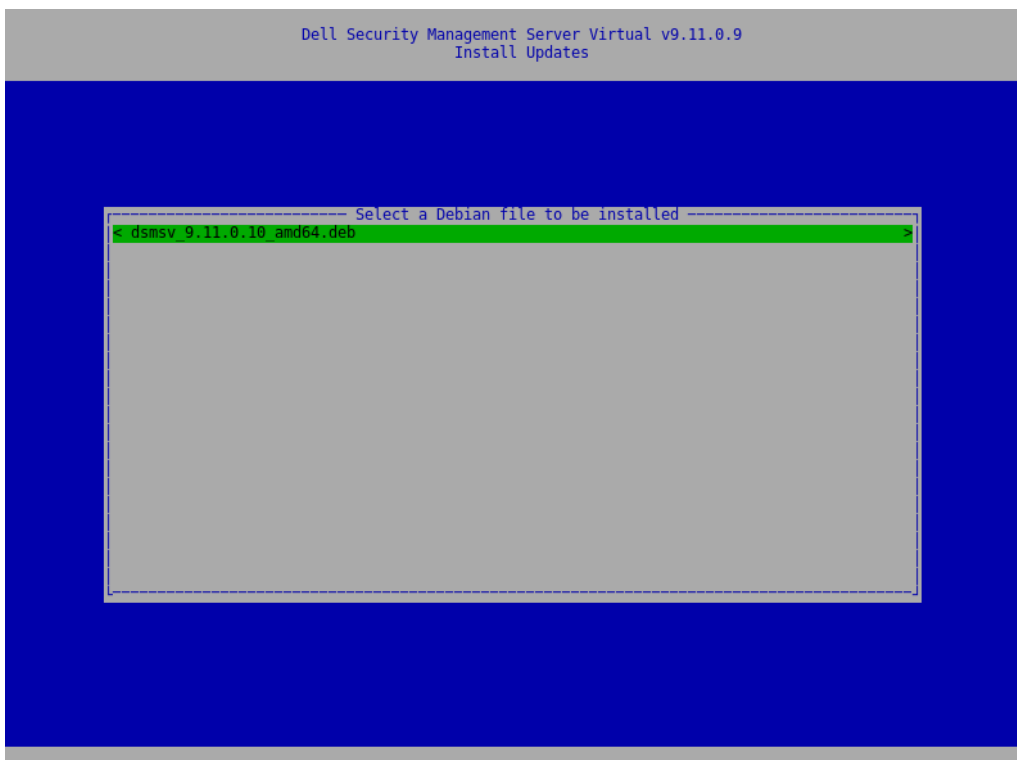 Dell Security Management Server Virtual v9.11.0.9
Install Updates
Select a Debian file to be installed
< dsmsv_9.11.0.10_amd64.deb >